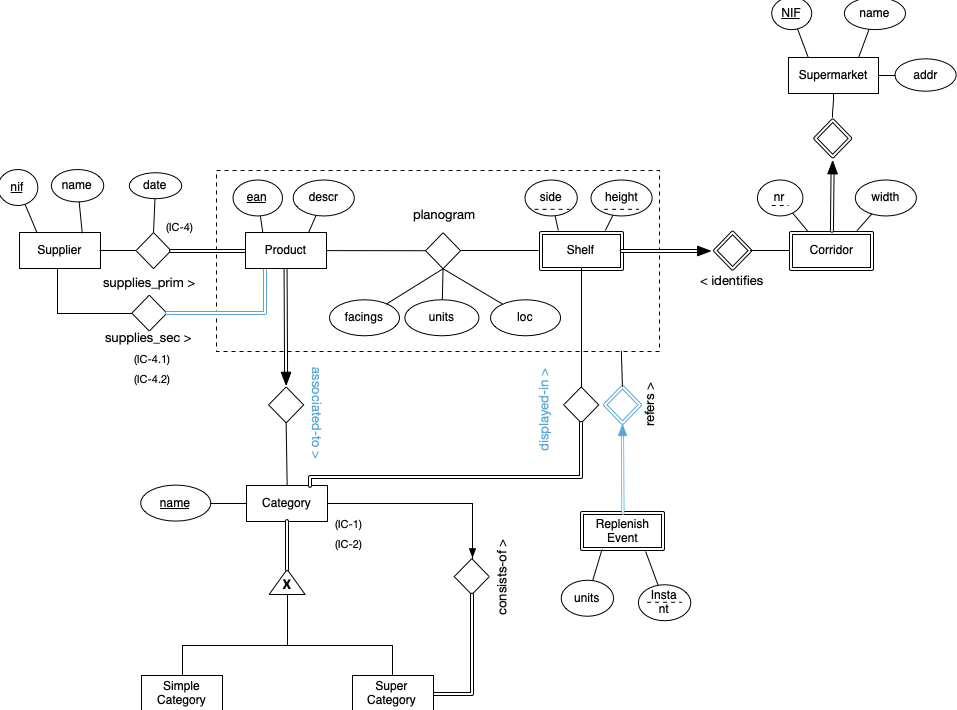 NIF
name
Supermarket
addr
nif
name
date
(IC-4)
ean
descr
planogram
side
height
nr
width
Supplier
Product
Shelf
Corridor
supplies_prim >
< identifies
facings
units
loc
supplies_sec >
(IC-4.1)
(IC-4.2)
associated-to >
displayed-in >
refers >
name
Category
(IC-1)
(IC-2)
Replenish
Event
consists-of >
X
units
Insta
nt
Simple
Category
Super
Category